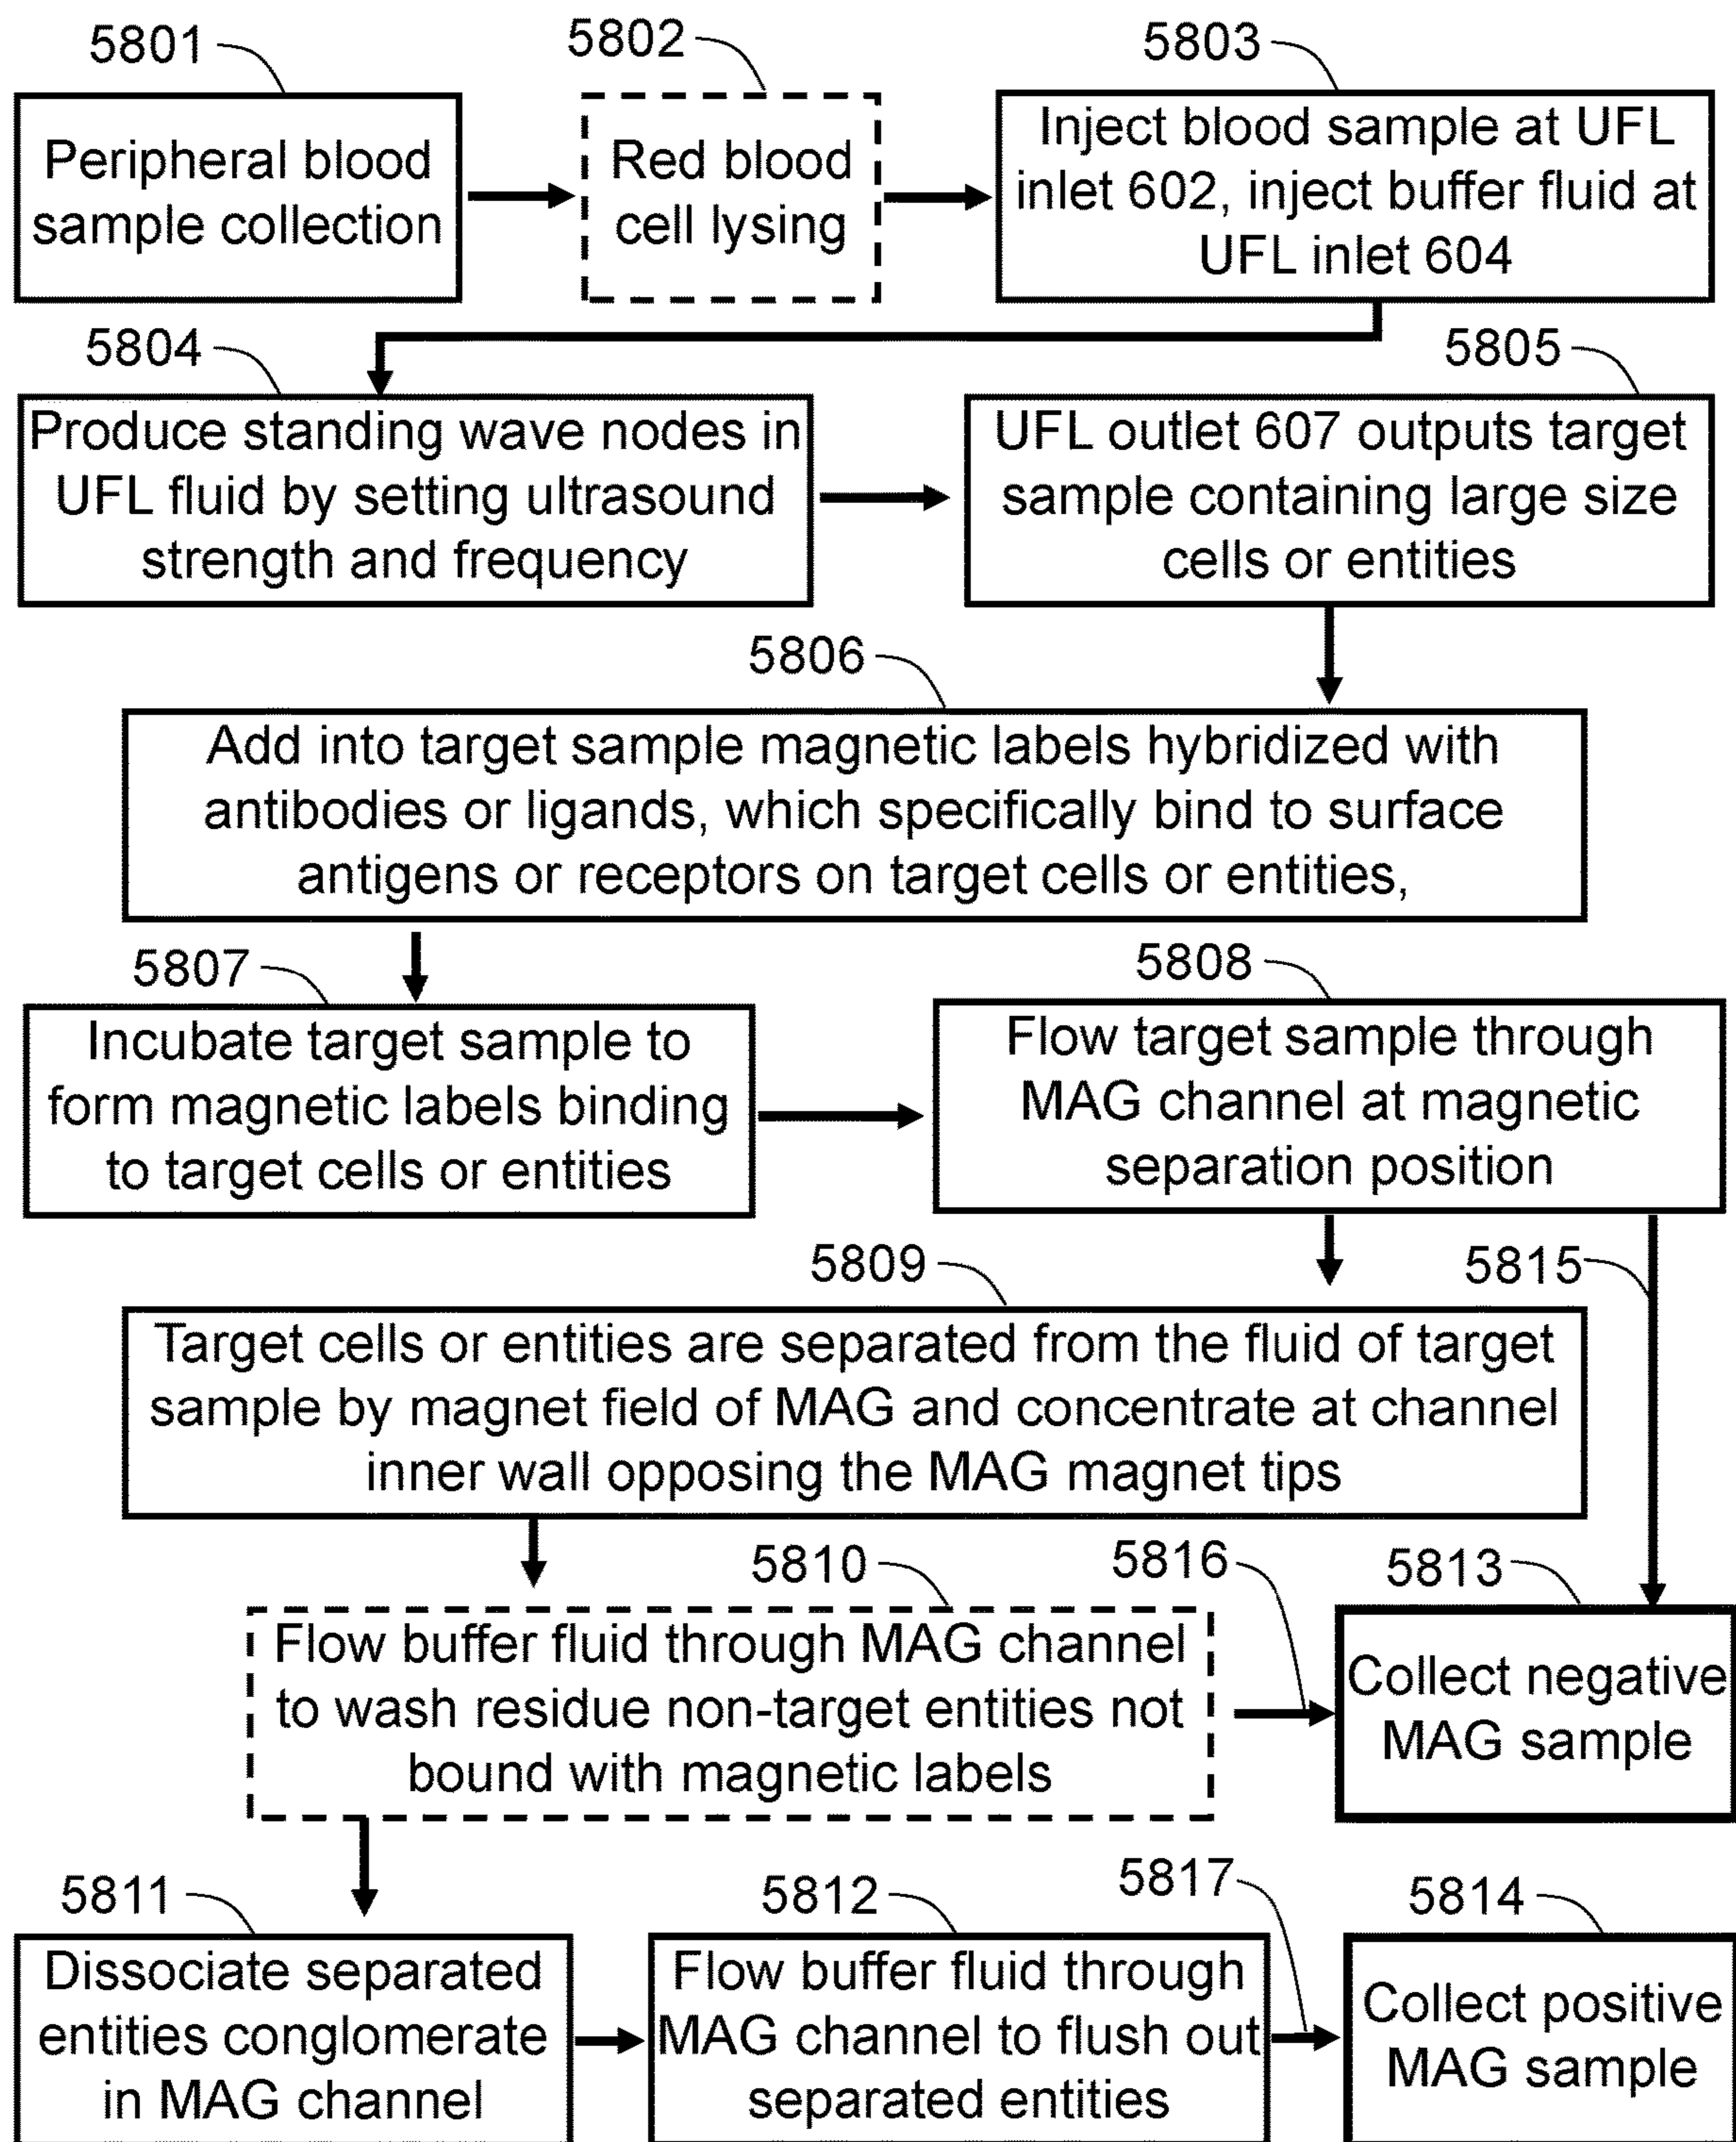 5801
5802
5803
Peripheral blood
sample collection
Red blood
cell lysing
Inject blood sample at UFL
inlet 602, inject buffer fluid at
UFL inlet 604
5804
5805
Produce standing wave nodes in
UFL fluid by setting ultrasound
strength and frequency
UFL outlet 607 outputs target
sample containing large size
cells or entities
5806
Add into target sample magnetic labels hybridized with
antibodies or ligands, which specifically bind to surface
antigens or receptors on target cells or entities,
5807
5808
Incubate target sample to
form magnetic labels binding
to target cells or entities
Flow target sample through
MAG channel at magnetic
separation position
5809
5815
Target cells or entities are separated from the fluid of target
sample by magnet field of MAG and concentrate at channel
inner wall opposing the MAG magnet tips
5810
5816
5813
Flow buffer fluid through MAG channel
to wash residue non-target entities not
bound with magnetic labels
Collect negative
MAG sample
5811
5812
5817
5814
Dissociate separated
entities conglomerate
in MAG channel
Flow buffer fluid through
MAG channel to flush out
separated entities
Collect positive
MAG sample